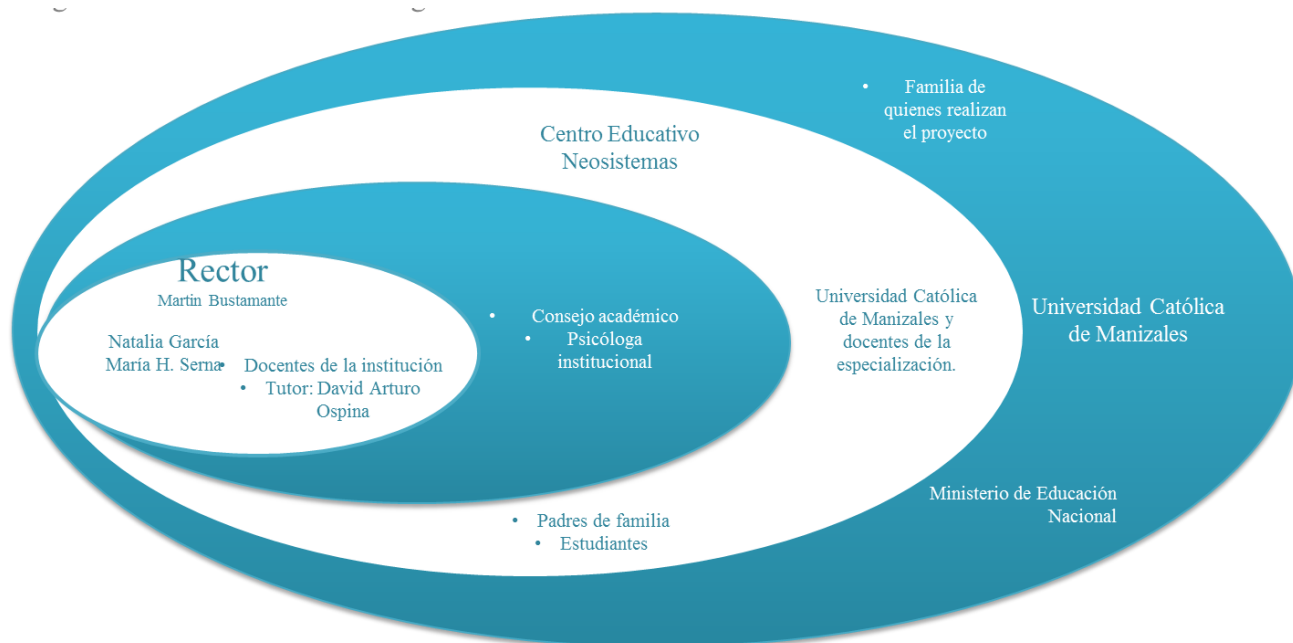 • Familia de
quienes realizan
el proyecto
Centro Educativo
Neosistemas
Rector
Martin Bustamante
Natalia García
María H. Serna
• Docentes de la institución
• Tutor: David Arturo
Ospina
• Consejo académico
• Psicóloga
institucional
Universidad Católica
de Manizales y
docentes de la
especialización.
Universidad Católica
de Manizales
Ministerio de Educación
Nacional
• Padres de familia
• Estudiantes